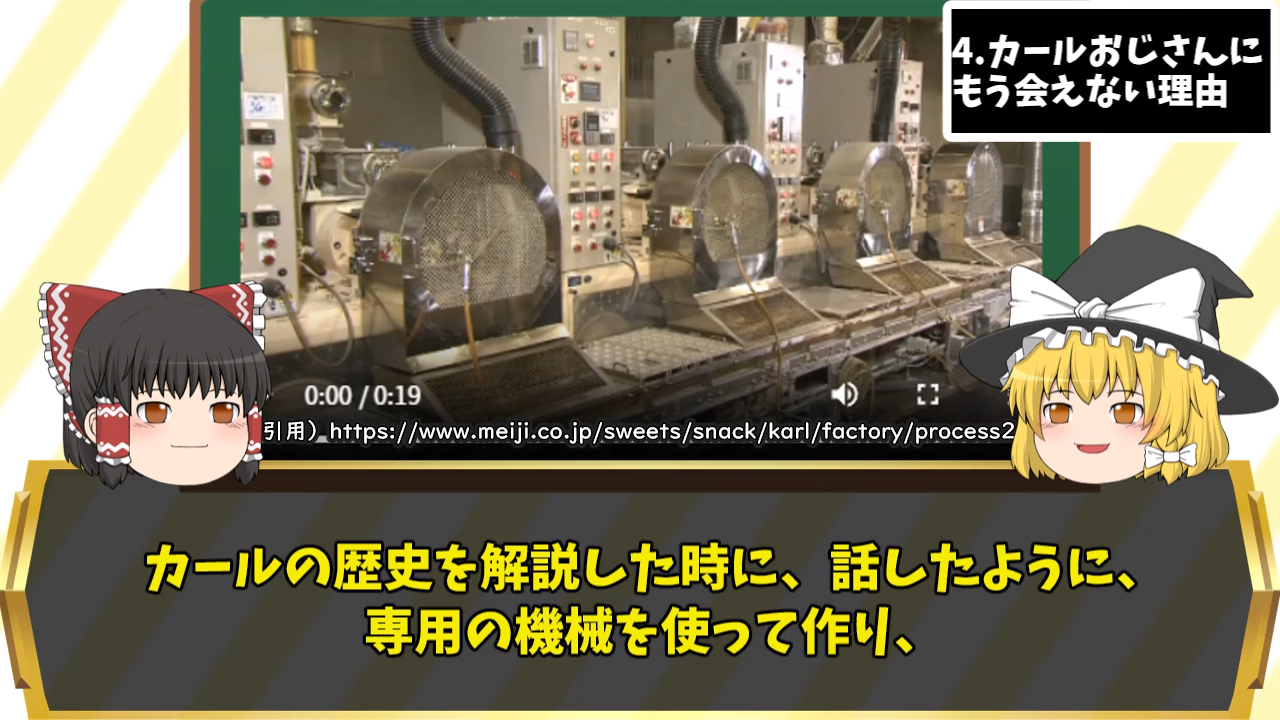 4.カールおじさんに
もう会えない理由
0:00 / 0:19
引用）https://www.meiji.co.jp/sweets/snack/karl/factory/process2
カールの歴史を解説した時に、話したように、
専用の機械を使って作り、